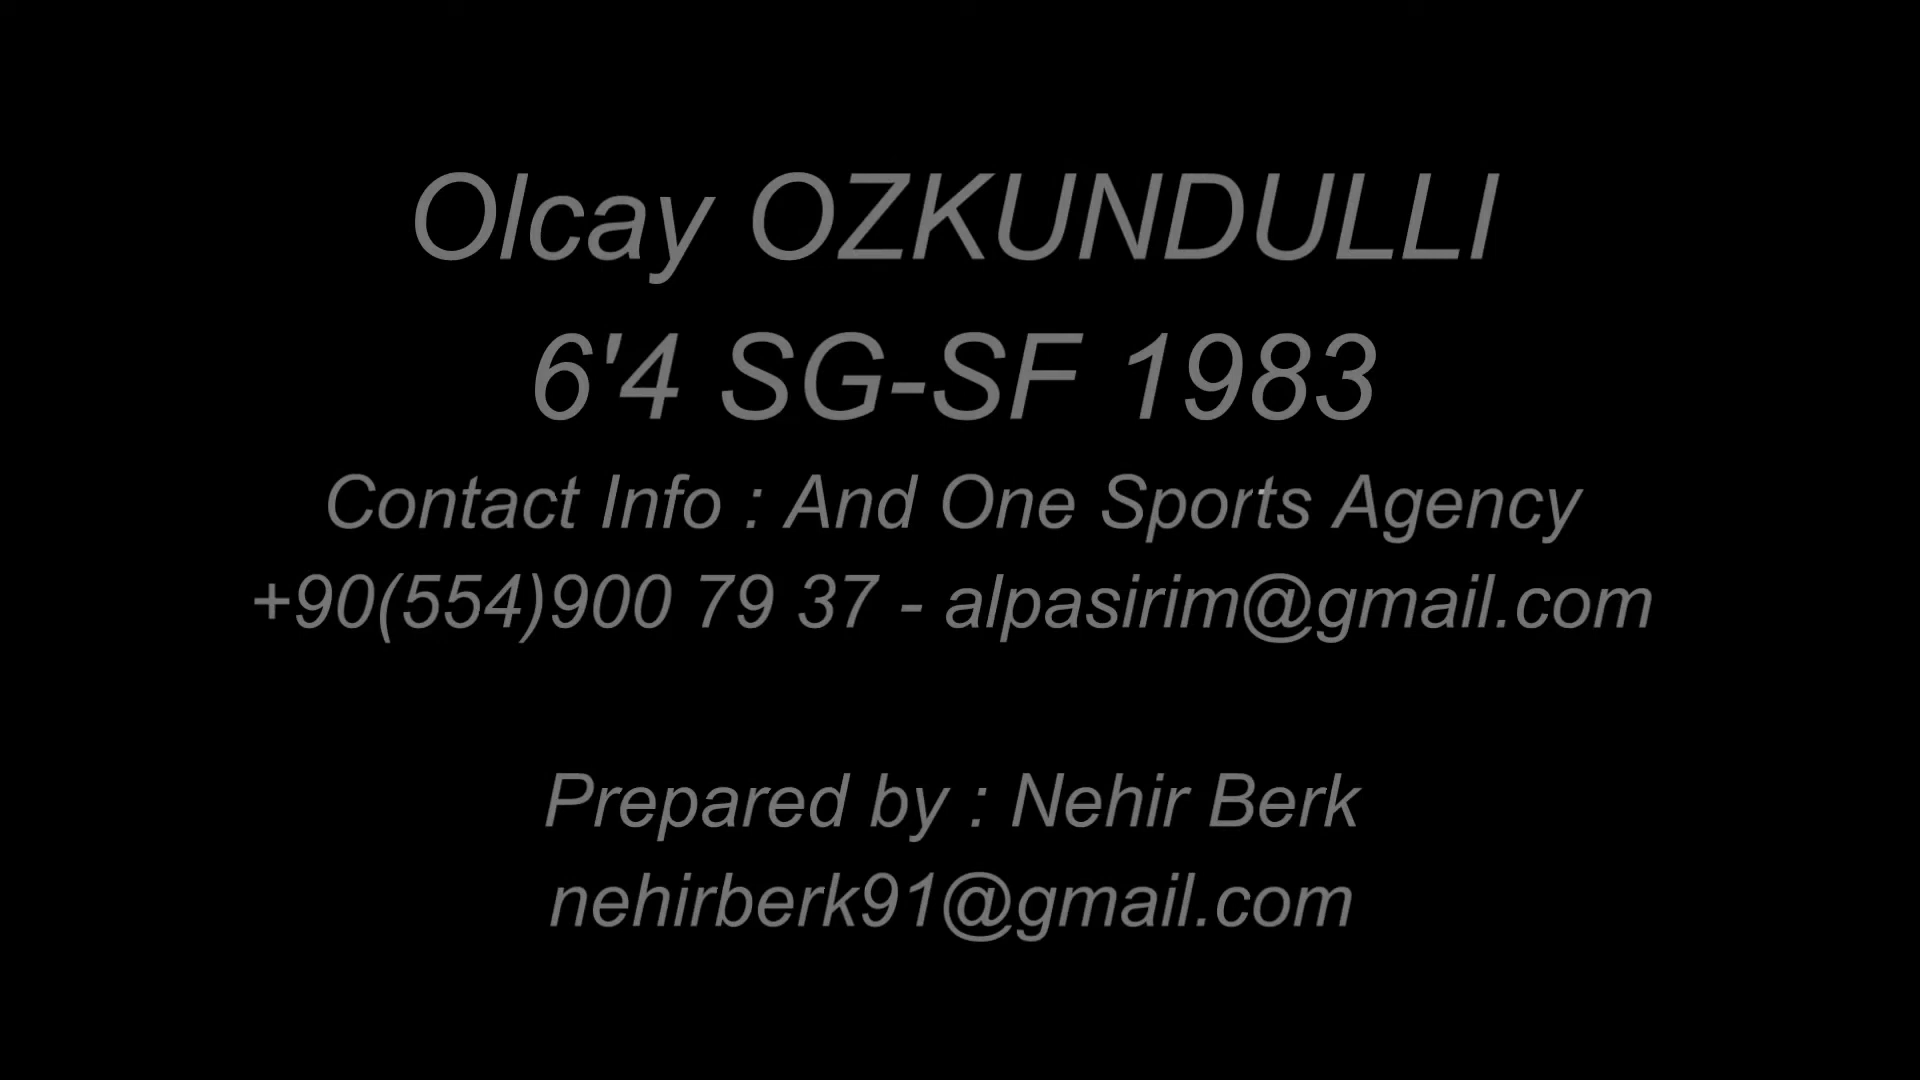 Olcay OZKUNDULLI
6'4 SG-SF 1983
Contact Info : And One Sports Agency
+90(554)900 79 37 - alpasirim@gmail.com
Prepared by : Nehir Berk
nehirberk91@gmail.com